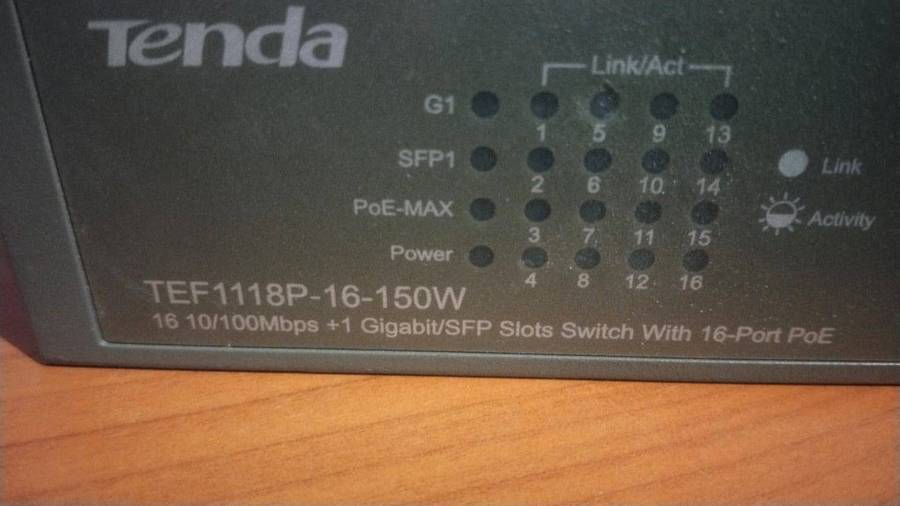 Tenda
Link/Act
G1
1 5 9 13
SFP1
Link
2 6 10 14
PoE-MAX
Activity
3 7 11 15
Power
4 8 12 16
TEF1118P-16-150W
16 10/100Mbps +1 Gigabit/SFP Slots Switch With 16-Port PoE